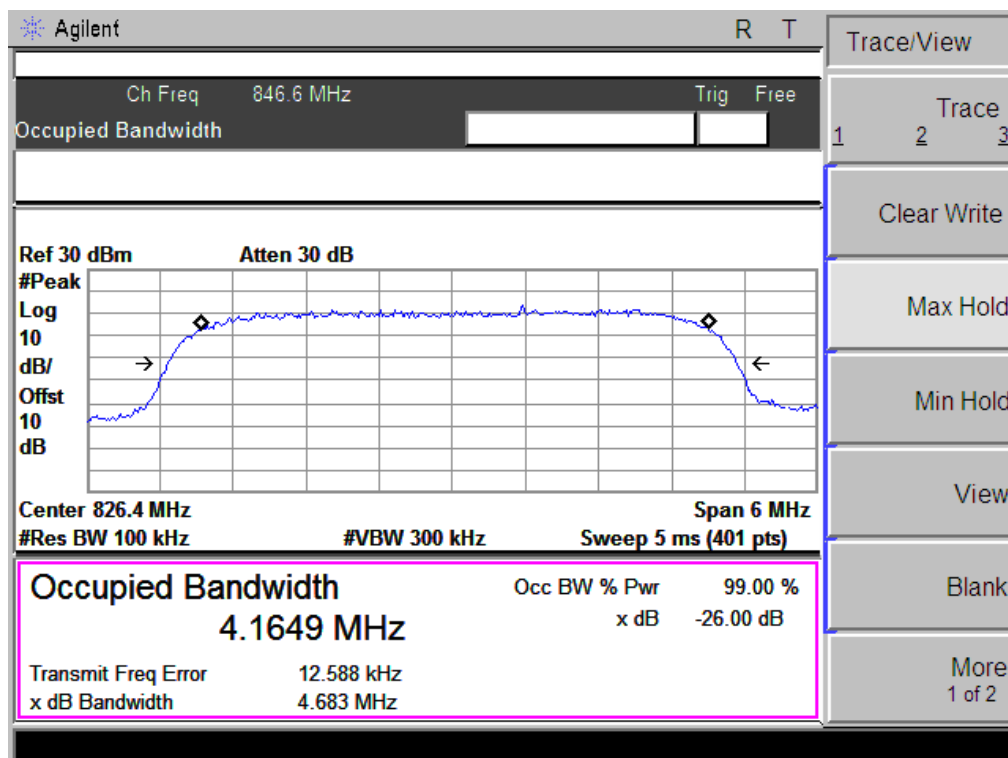 Agilent R T
Trace/View
Ch Freq 846.6 MHz Trig Free
Occupied Bandwidth
Trace
1 2 3
Clear Write
Max Hold
Min Hold
View
Blank
More
1 of 2
Ref 30 dBm Atten 30 dB
#Peak
Log
10
dB/
Offst
10
dB
Center 826.4 MHz Span 6 MHz
#Res BW 100 kHz #VBW 300 kHz Sweep 5 ms (401 pts)
Occupied Bandwidth Occ BW % Pwr 99.00 %
4.1649 MHz x dB -26.00 dB
Transmit Freq Error 12.588 kHz
x dB Bandwidth 4.683 MHz